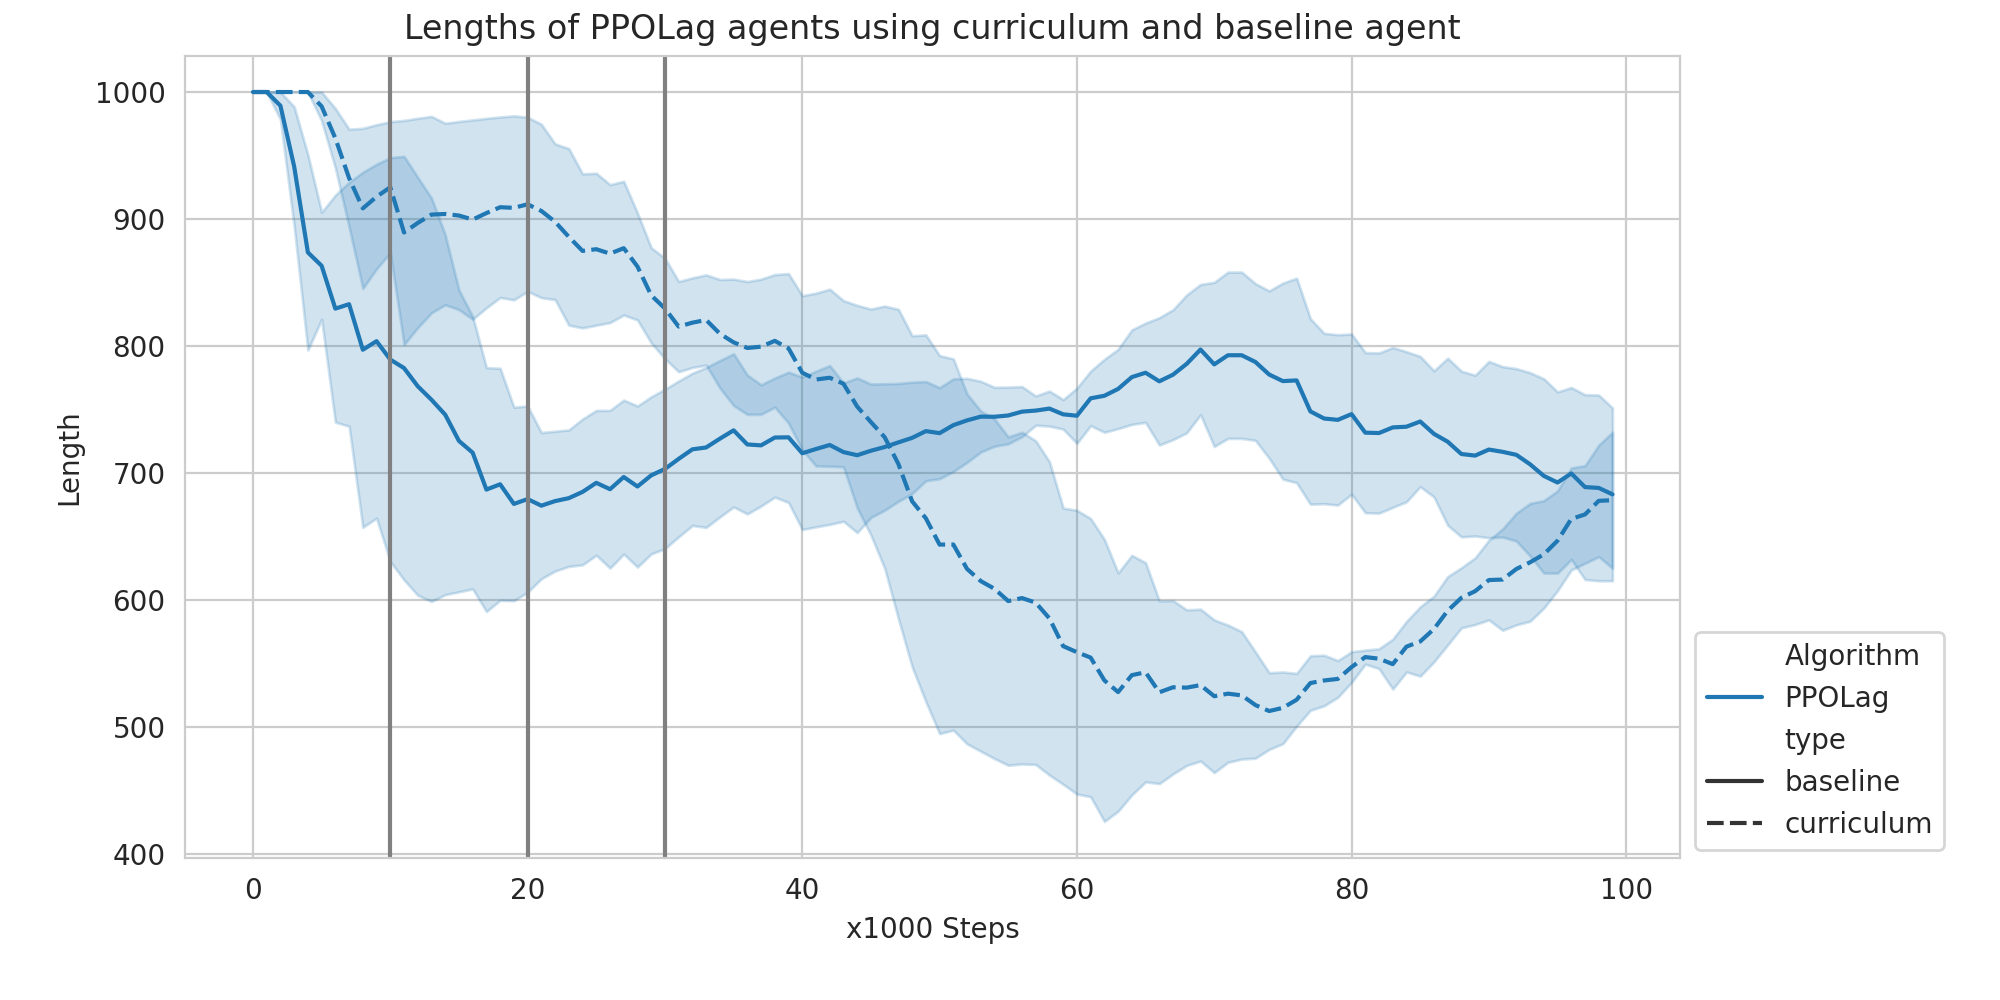 Lengths of PPOLag agents using curriculum and baseline agent
1000
900
800
700
600
500
400
Length
0 20 40 60 80 100
x1000 Steps
Algorithm
PPOLag
type
baseline
curriculum